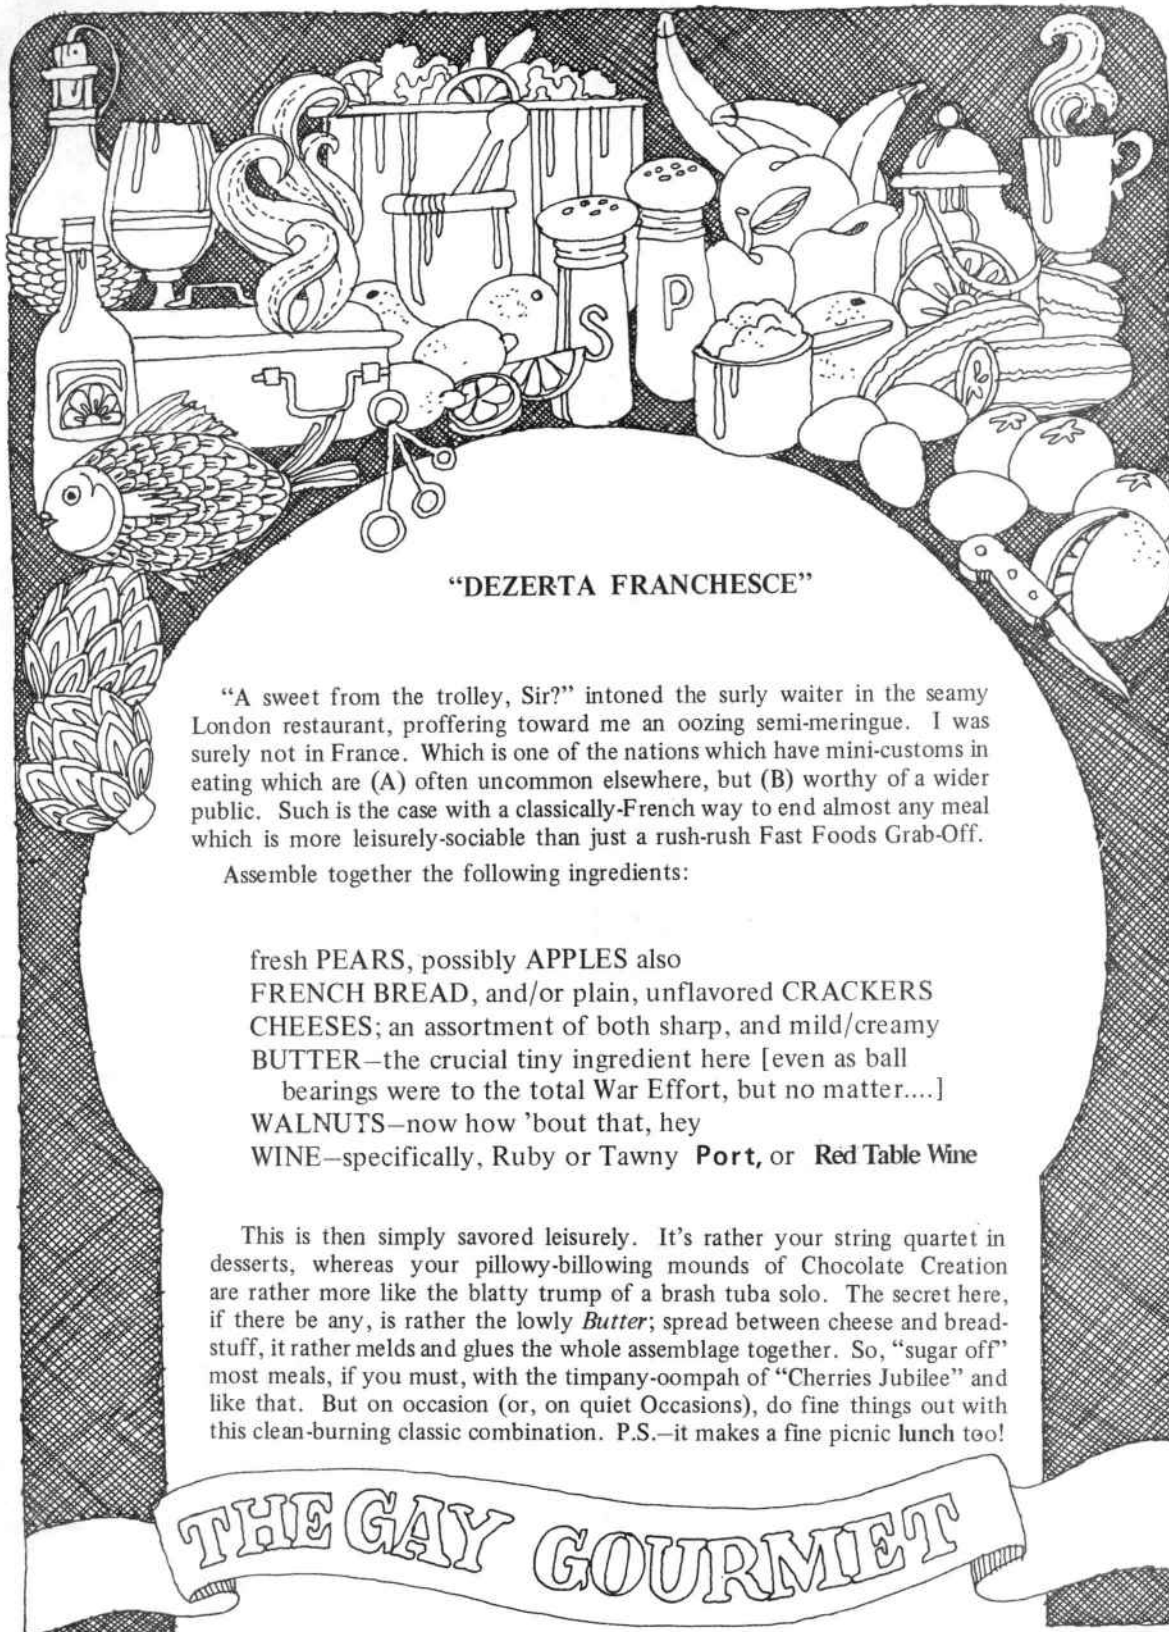 S
P
“DEZERTA FRANCHESCE”
“A sweet from the trolley, Sir?” intoned the surly waiter in the seamy
London restaurant, proffering toward me an oozing semi-meringue. I was
surely not in France. Which is one of the nations which have mini-customs in
eating which are (A) often uncommon elsewhere, but (B) worthy of a wider
public. Such is the case with a classically-French way to end almost any meal
which is more leisurely-sociable than just a rush-rush Fast Foods Grab-Off.
Assemble together the following ingredients:
fresh PEARS, possibly APPLES also
FRENCH BREAD, and/or plain, unflavored CRACKERS
CHEESES; an assortment of both sharp, and mild/creamy
BUTTER—the crucial tiny ingredient here [even as ball
bearings were to the total War Effort, but no matter....]
WALNUTS—now how ’bout that, hey
WINE—specifically, Ruby or Tawny Port, or Red Table Wine
This is then simply savored leisurely. It’s rather your string quartet in
desserts, whereas your pillowy-billowing mounds of Chocolate Creation
are rather more like the blatty trump of a brash tuba solo. The secret here,
if there be any, is rather the lowly Butter; spread between cheese and bread-
stuff, it rather melds and glues the whole assemblage together. So, “sugar off”
most meals, if you must, with the timpany-oompah of “Cherries Jubilee” and
like that. But on occasion (or, on quiet Occasions), do fine things out with
this clean-burning classic combination. P.S.—it makes a fine picnic lunch too!
THE GAY GOURMET